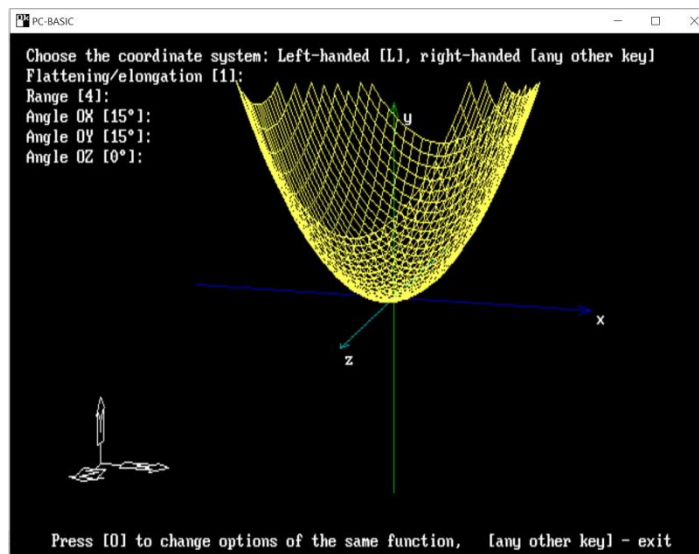 PC-BASIC
Choose the coordinate system: Left-handed [L], right-handed [any other key]
Flattening/elongation [1]:
Range [4]:
Angle OX [15°]:
Angle OY [15°]:
Angle OZ [0°]:
y
x
z
Press [O] to change options of the same function, [any other key] - exit